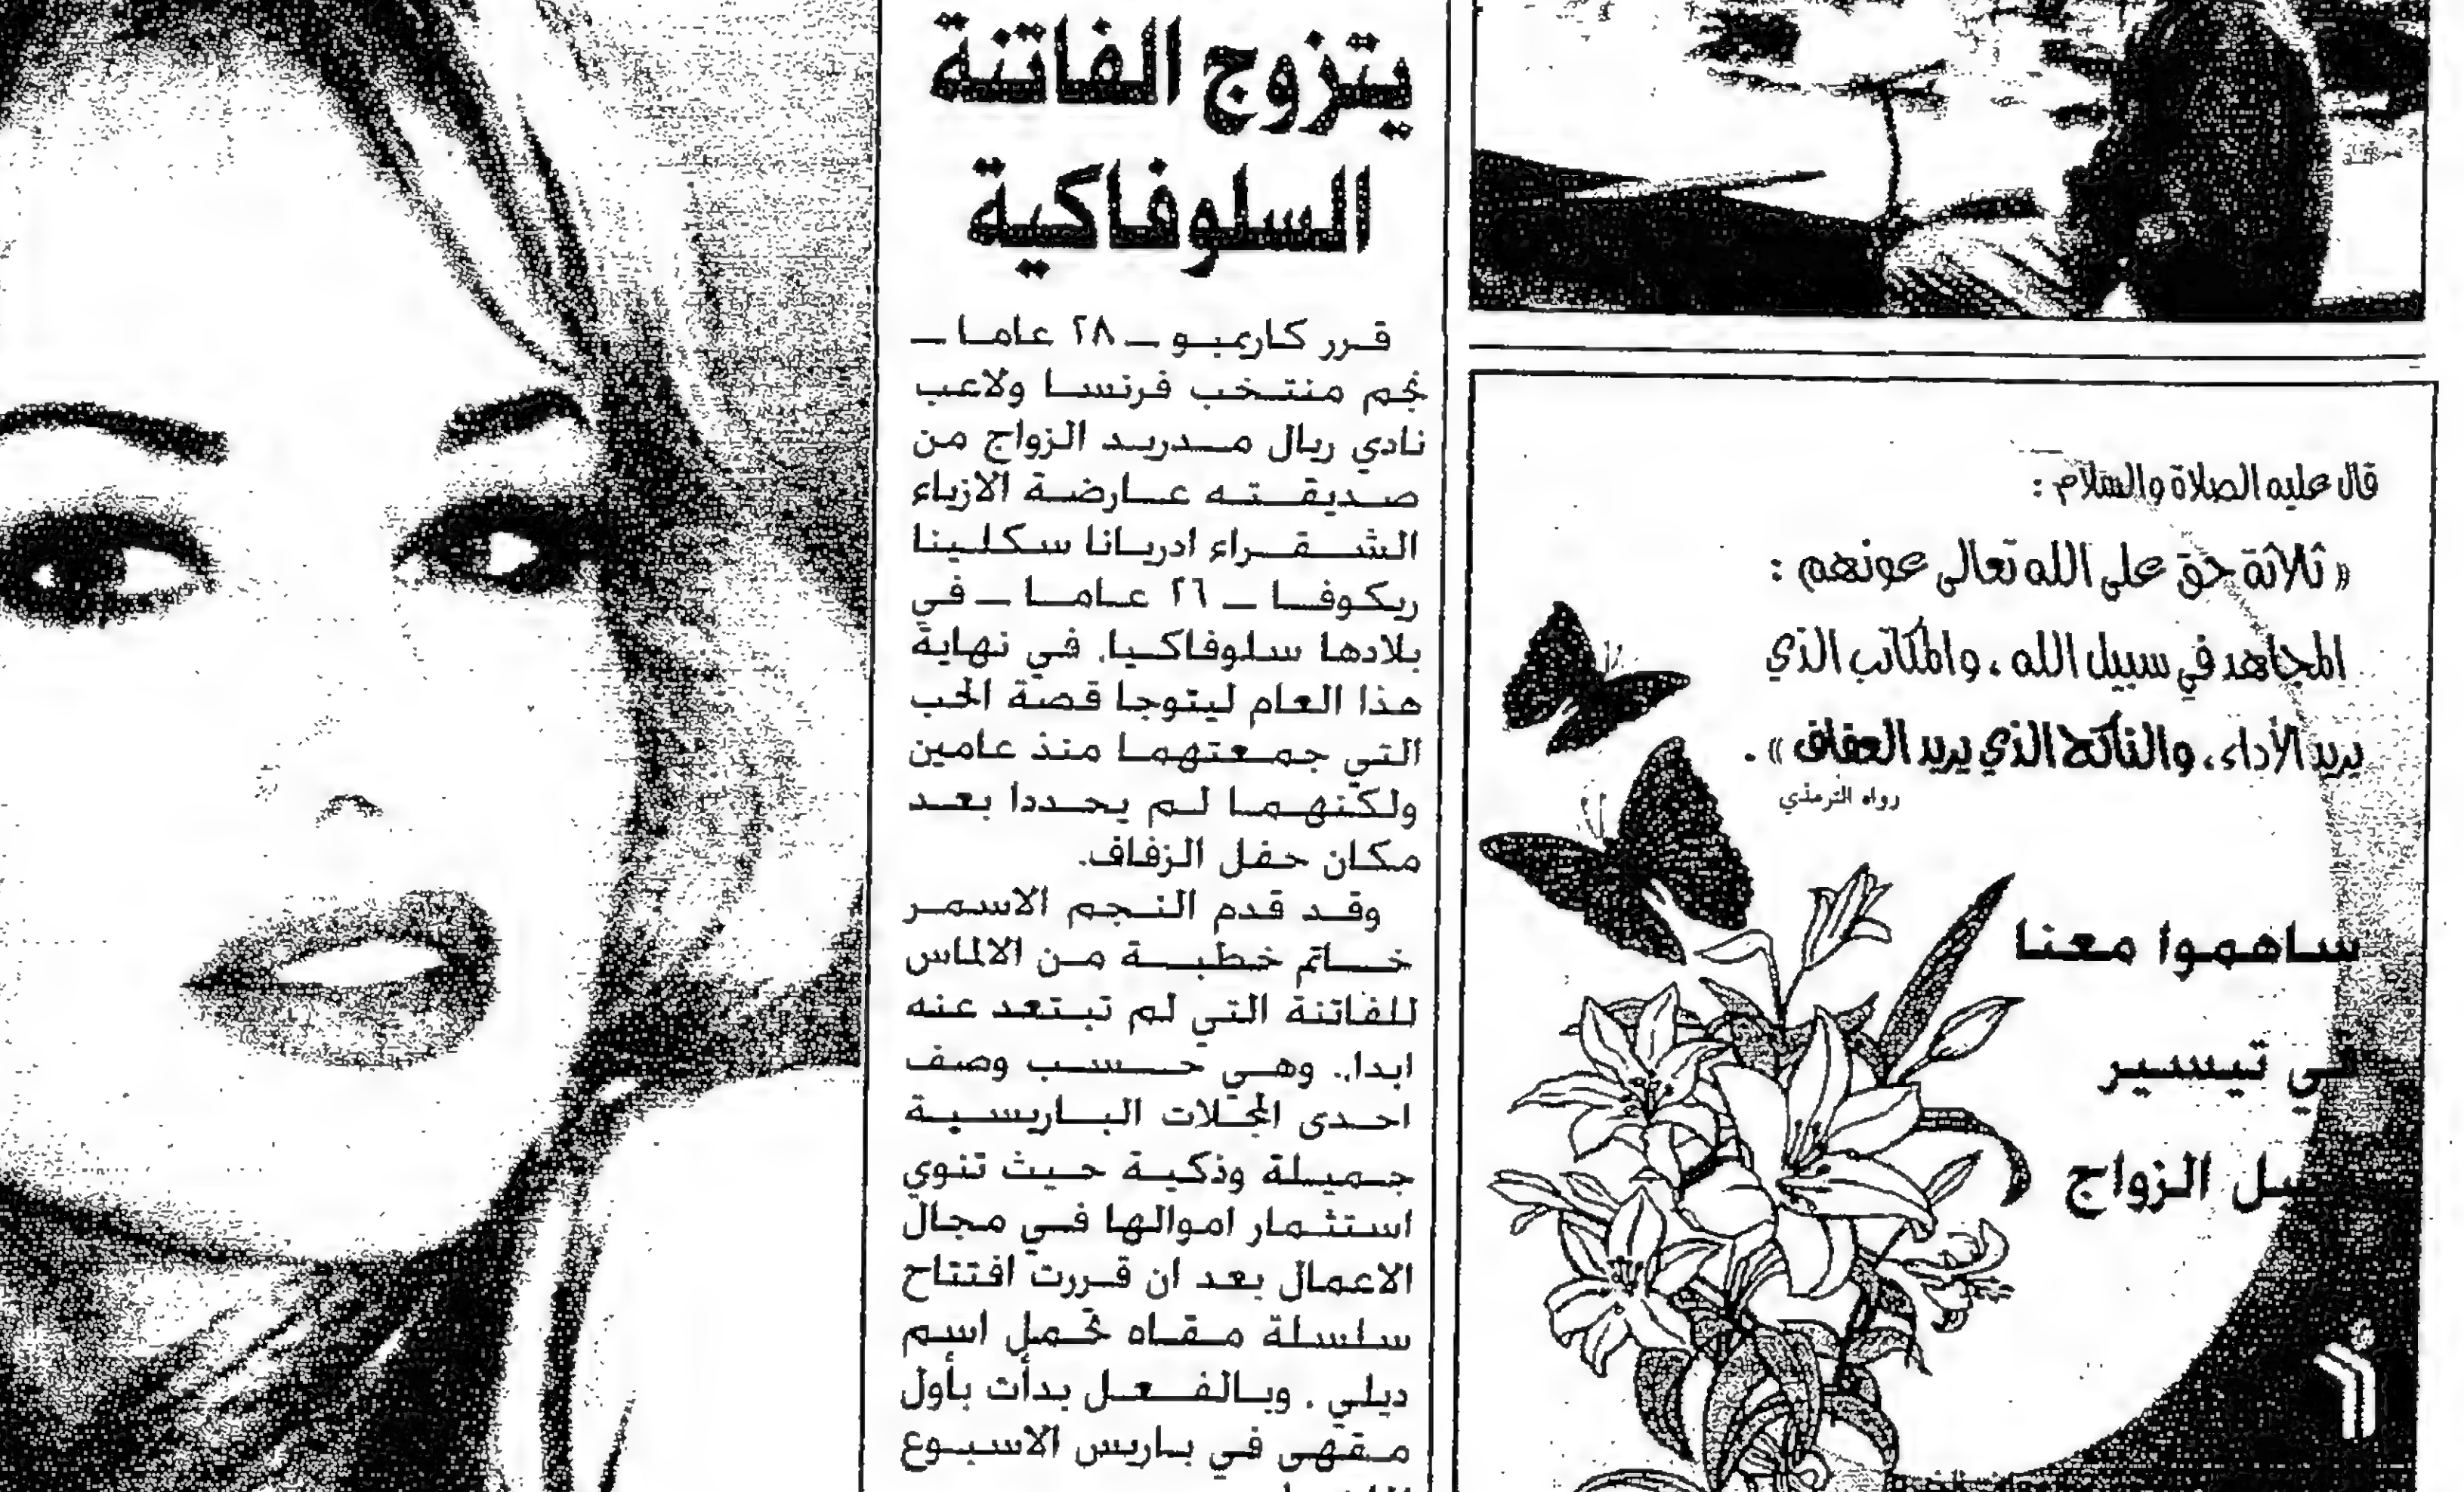 يتزوج الفاتنة
السلوفاكية
قرر كاريمبو ـ ٢٨ عاما ـ
نجم منتخب فرنسا ولاعب
نادي ريال مدريد الزواج من
صديقته عارضة الازياء
الشقراء ادريانا سكلينا
ريكوفا ـ ٢٦ عاما ـ في
بلادها سلوفاكيا. في نهاية
هذا العام ليتوجا قصة الحب
التي جمعتهما منذ عامين
ولكنهما لم يحددا بعد
مكان حفل الزفاف.
وقد قدم النجم الاسمر
خاتم خطبة من الالماس
للفاتنة التي لم تبتعد عنه
ابدا.. وهي حسب وصف
احدى المجلات الباريسية
جميلة وذكية حيث تنوي
استثمار اموالها في مجال
الاعمال بعد ان قررت افتتاح
سلسلة مقاه تحمل اسم
ديلي . وبالفعل بدأت بأول
مقهى في باريس الاسبوع
قال عليه الصلاة والسلام :
« ثلاثة حق على الله تعالى عونهم :
المجاهد في سبيل الله ، والمكاتب الذي
يريد الأداء ، والناكح الذي يريد العفاف » .
رواه الترمذي
ساهموا معنا
في تيسير
سل الزواج